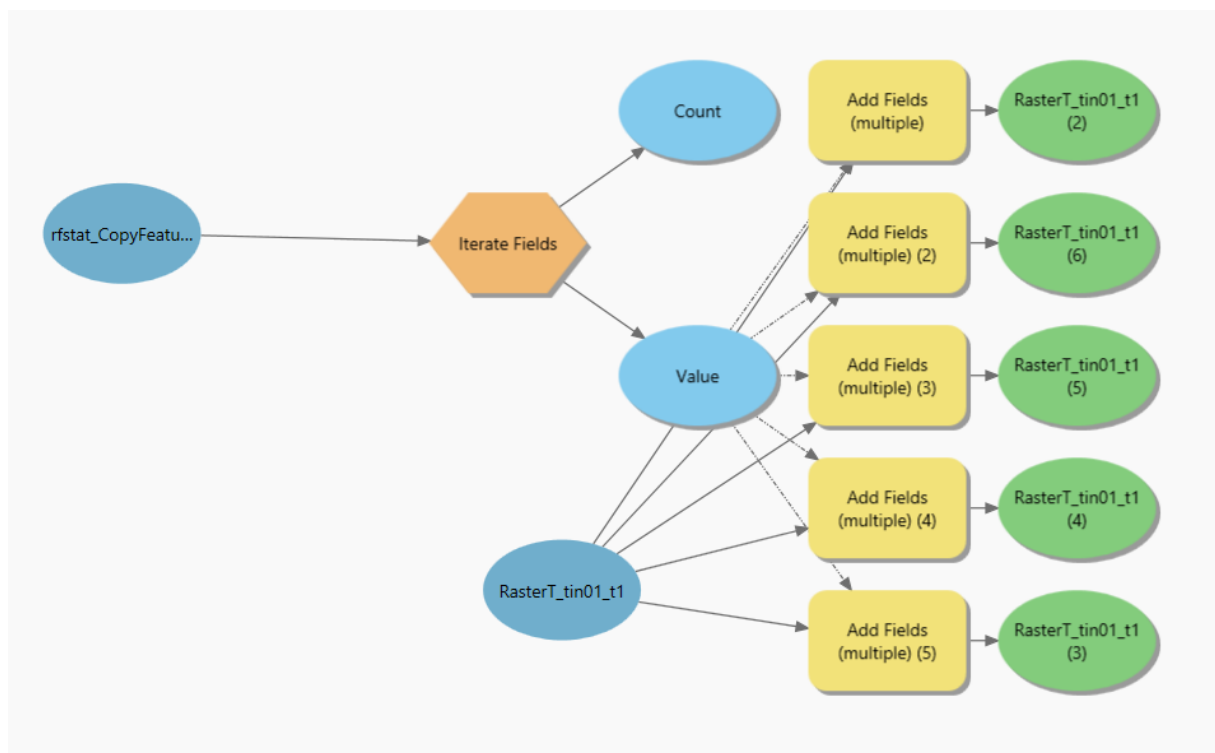 Count
Add Fields
(multiple)
RasterT_tin01_t1
(2)
rfstat_CopyFeatu...
Iterate Fields
Add Fields
(multiple) (2)
RasterT_tin01_t1
(6)
Value
Add Fields
(multiple) (3)
RasterT_tin01_t1
(5)
Add Fields
(multiple) (4)
RasterT_tin01_t1
(4)
RasterT_tin01_t1
Add Fields
(multiple) (5)
RasterT_tin01_t1
(3)